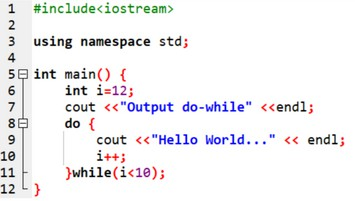 1 #include<iostream>
2
3 using namespace std;
4
5 int main() {
6 int i=12;
7 cout <<"Output do-while" <<endl;
8 do {
9 cout <<"Hello World..." << endl;
10 i++;
11 }while(i<10);
12 }